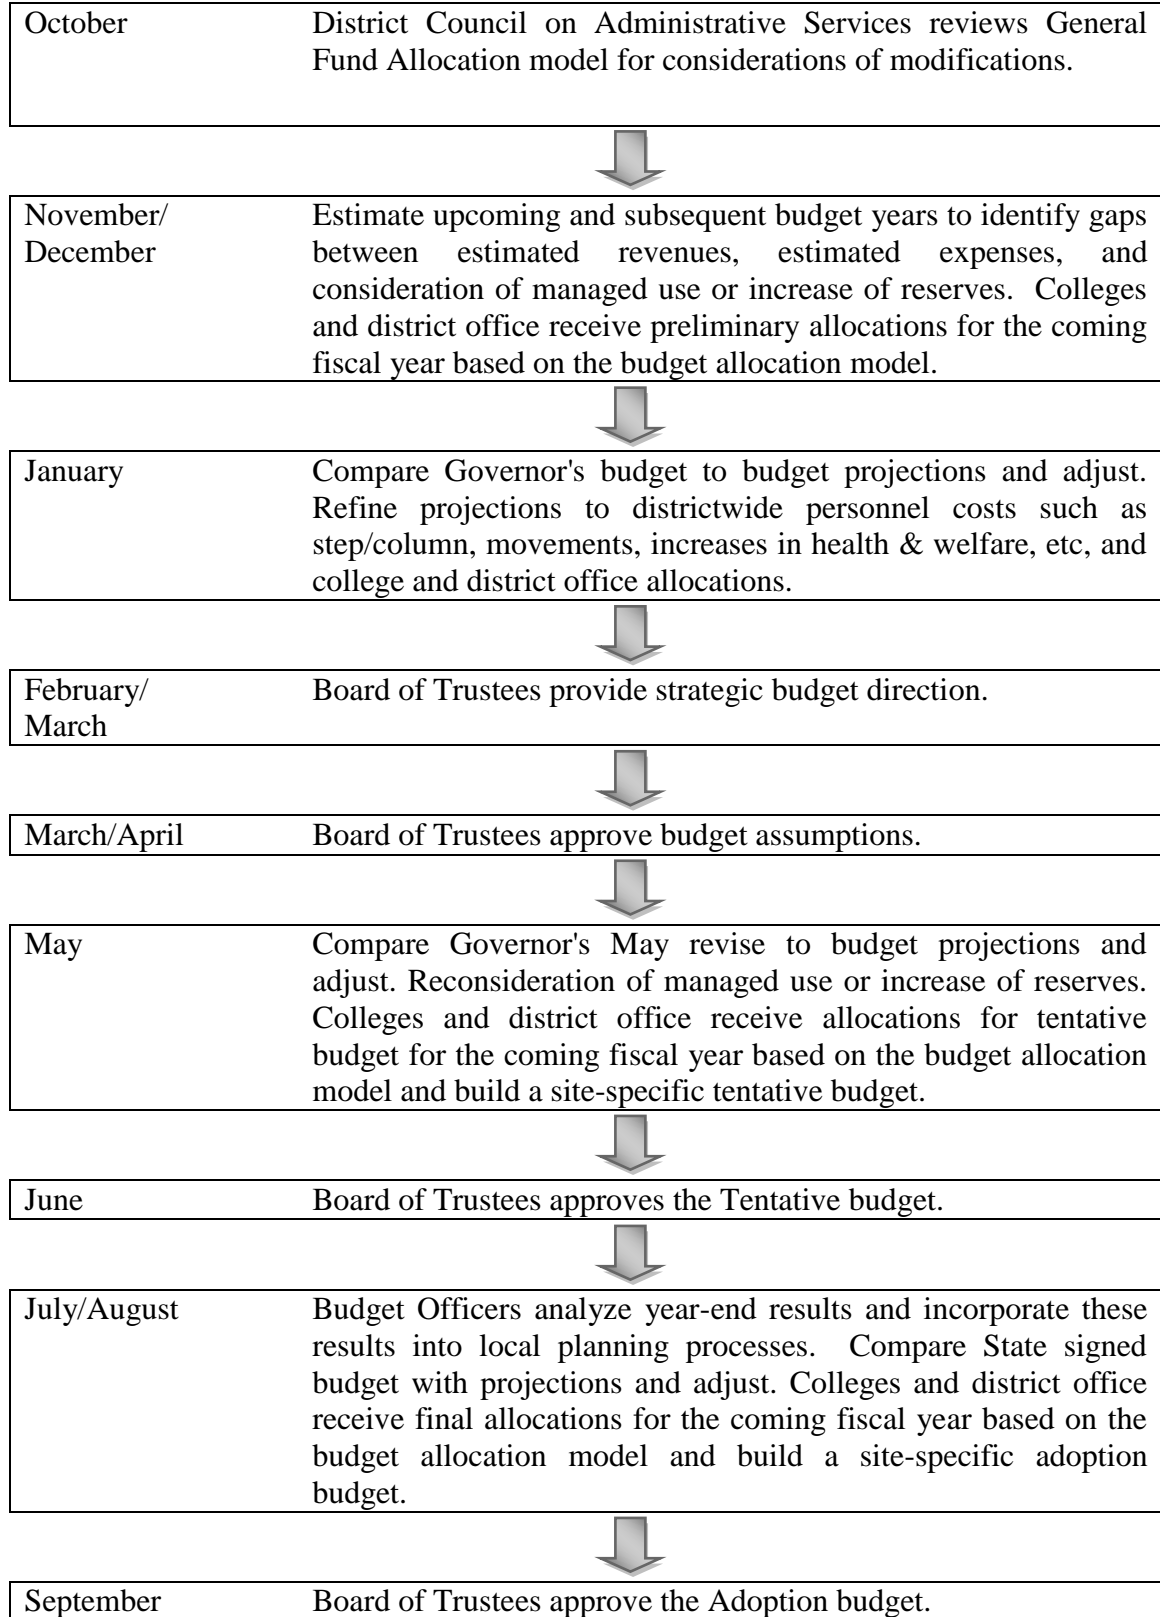 October District Council on Administrative Services reviews General
Fund Allocation model for considerations of modifications.
November/ Estimate upcoming and subsequent budget years to identify gaps
December between estimated revenues, estimated expenses, and
consideration of managed use or increase of reserves. Colleges
and district office receive preliminary allocations for the coming
fiscal year based on the budget allocation model.
January Compare Governor's budget to budget projections and adjust.
Refine projections to districtwide personnel costs such as
step/column, movements, increases in health & welfare, etc, and
college and district office allocations.
February/ Board of Trustees provide strategic budget direction.
March
March/April Board of Trustees approve budget assumptions.
May Compare Governor's May revise to budget projections and
adjust. Reconsideration of managed use or increase of reserves.
Colleges and district office receive allocations for tentative
budget for the coming fiscal year based on the budget allocation
model and build a site-specific tentative budget.
June Board of Trustees approves the Tentative budget.
July/August Budget Officers analyze year-end results and incorporate these
results into local planning processes. Compare State signed
budget with projections and adjust. Colleges and district office
receive final allocations for the coming fiscal year based on the
budget allocation model and build a site-specific adoption
budget.
September Board of Trustees approve the Adoption budget.